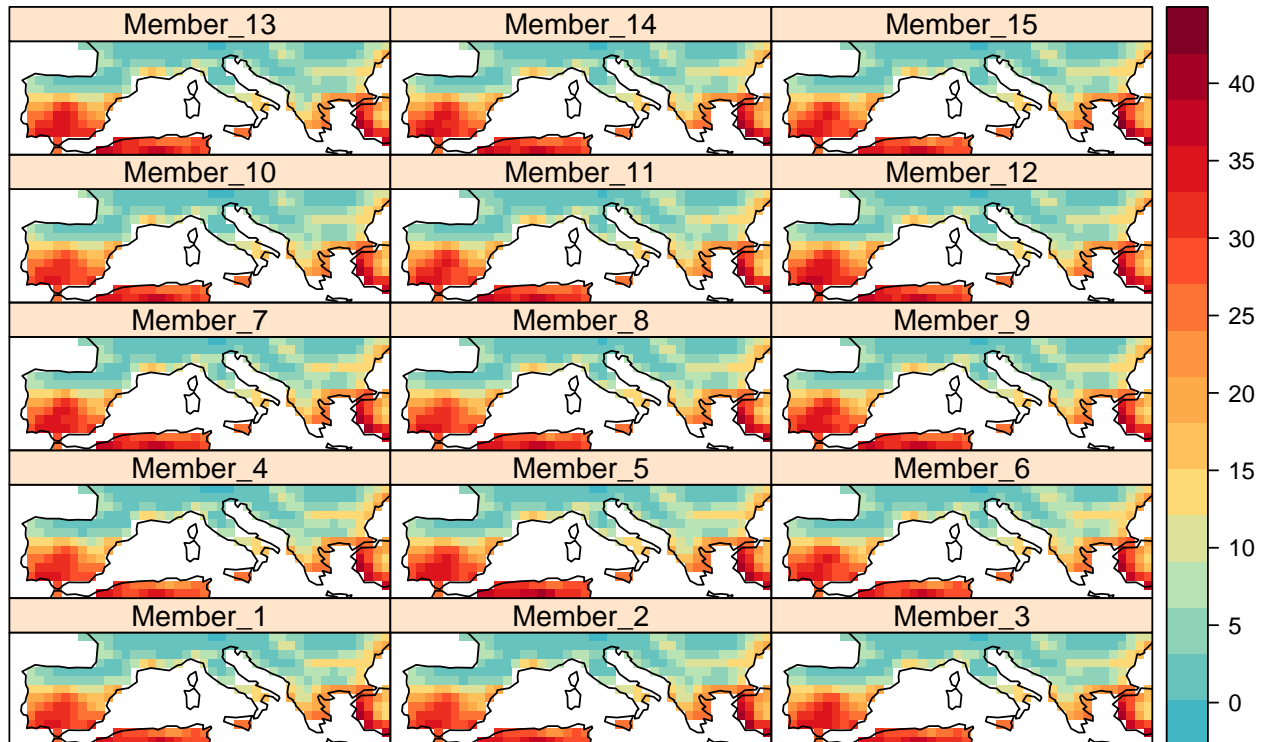 Member_13 Member_14 Member_15
Member_10 Member_11 Member_12
Member_7 Member_8 Member_9
Member_4 Member_5 Member_6
Member_1 Member_2 Member_3
40
35
30
25
20
15
10
5
0